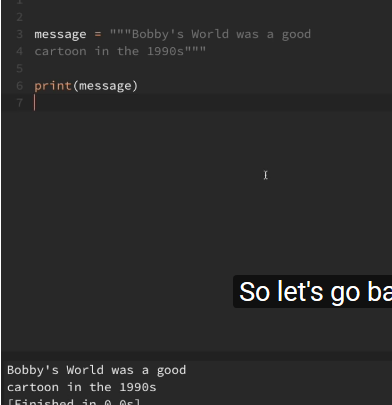 1
2
3 message = """Bobby's World was a good
4 cartoon in the 1990s"""
5
6 print(message)
7
So let's go ba
Bobby's World was a good
cartoon in the 1990s
[Finished in 0.0s]